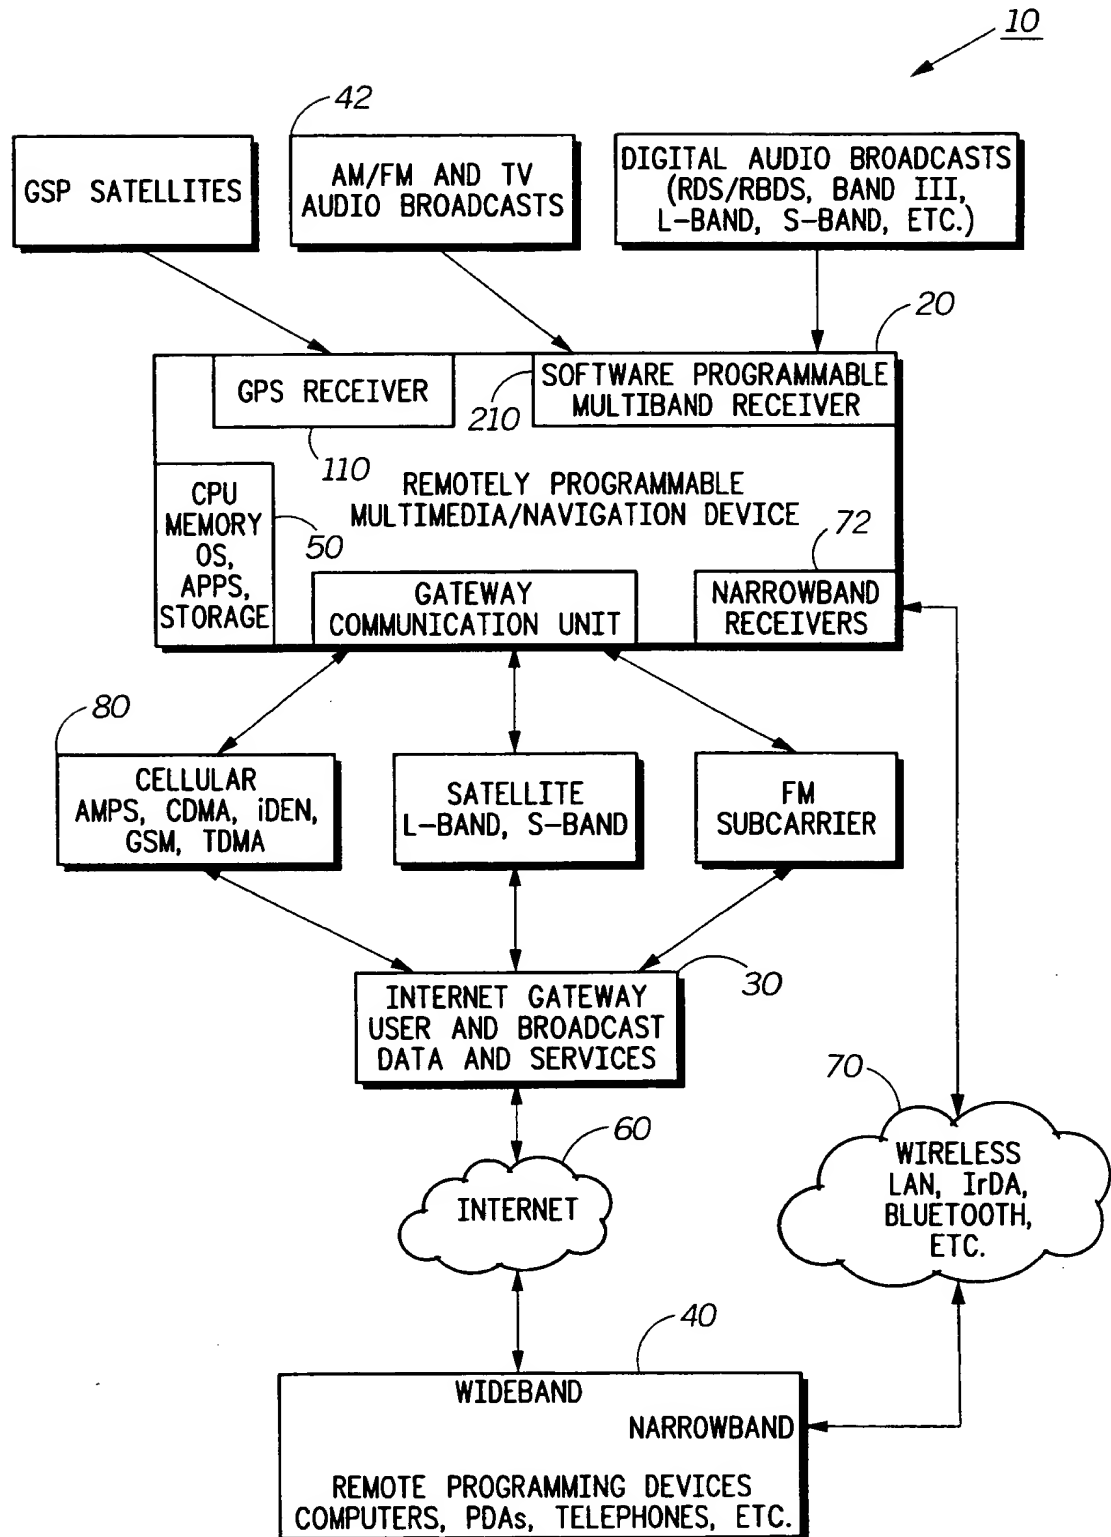 10
42
GSP SATELLITES
AM/FM AND TV
AUDIO BROADCASTS
DIGITAL AUDIO BROADCASTS
(RDS/RBDS, BAND III,
L-BAND, S-BAND, ETC.)
20
GPS RECEIVER
210
SOFTWARE PROGRAMMABLE
MULTIBAND RECEIVER
110
CPU
MEMORY
OS,
APPS,
STORAGE
50
REMOTELY PROGRAMMABLE
MULTIMEDIA/NAVIGATION DEVICE
72
GATEWAY
COMMUNICATION UNIT
NARROWBAND
RECEIVERS
80
CELLULAR
AMPS, CDMA, iDEN,
GSM, TDMA
SATELLITE
L-BAND, S-BAND
FM
SUBCARRIER
30
INTERNET GATEWAY
USER AND BROADCAST
DATA AND SERVICES
70
60
INTERNET
WIRELESS
LAN, IrDA,
BLUETOOTH,
ETC.
40
WIDEBAND
NARROWBAND
REMOTE PROGRAMMING DEVICES
COMPUTERS, PDAs, TELEPHONES, ETC.